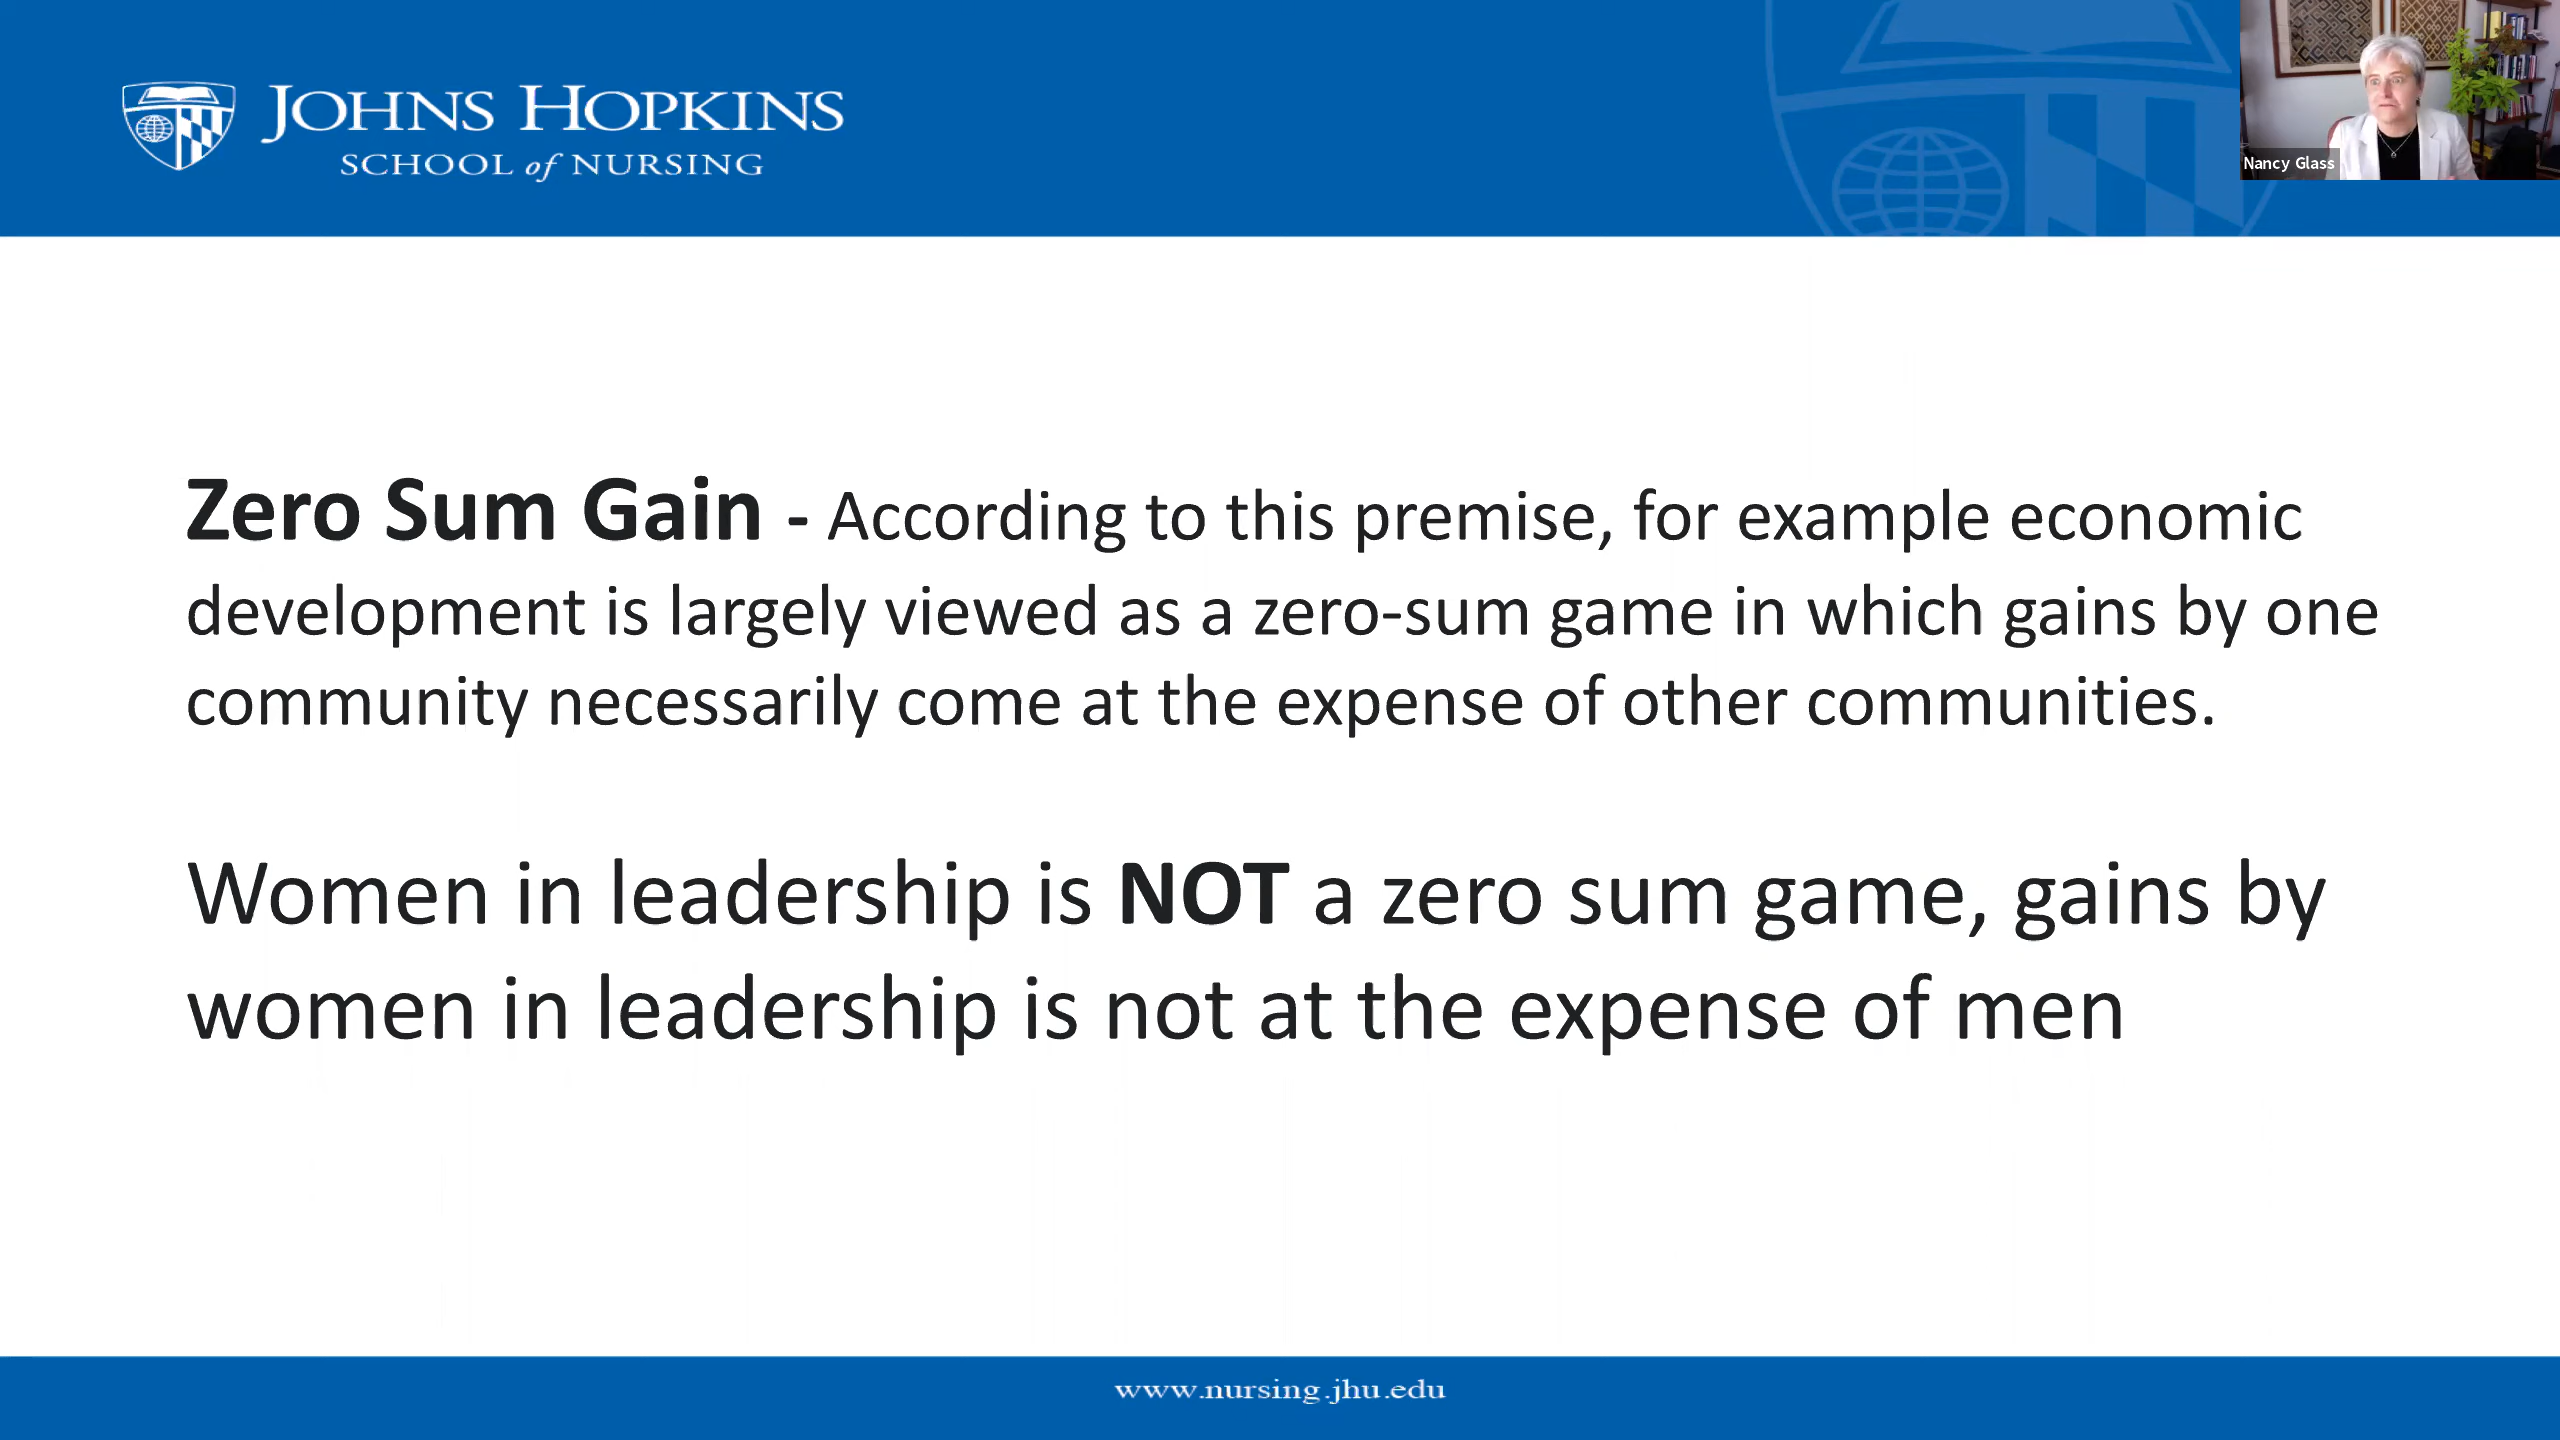 JOHNS HOPKINS
SCHOOL of NURSING
Nancy Glass
Zero Sum Gain - According to this premise, for example economic
development is largely viewed as a zero-sum game in which gains by one
community necessarily come at the expense of other communities.
Women in leadership is NOT a zero sum game, gains by
women in leadership is not at the expense of men
www.nursing.jhu.edu